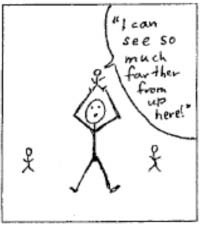 "I can
see so
much
farther
from
up
here!"